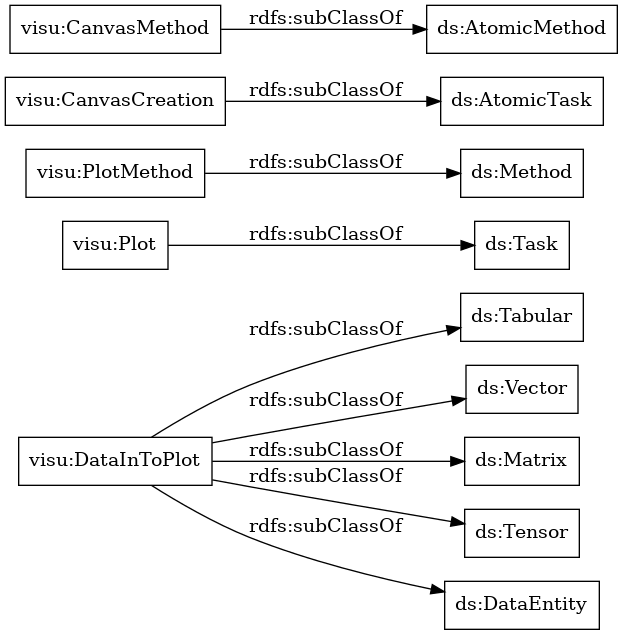 visu:CanvasMethod rdfs:subClassOf ds:AtomicMethod
visu:CanvasCreation rdfs:subClassOf ds:AtomicTask
visu:PlotMethod rdfs:subClassOf ds:Method
visu:Plot rdfs:subClassOf ds:Task
rdfs:subClassOf ds:Tabular
rdfs:subClassOf ds:Vector
visu:DataInToPlot rdfs:subClassOf ds:Matrix
rdfs:subClassOf ds:Tensor
rdfs:subClassOf ds:DataEntity